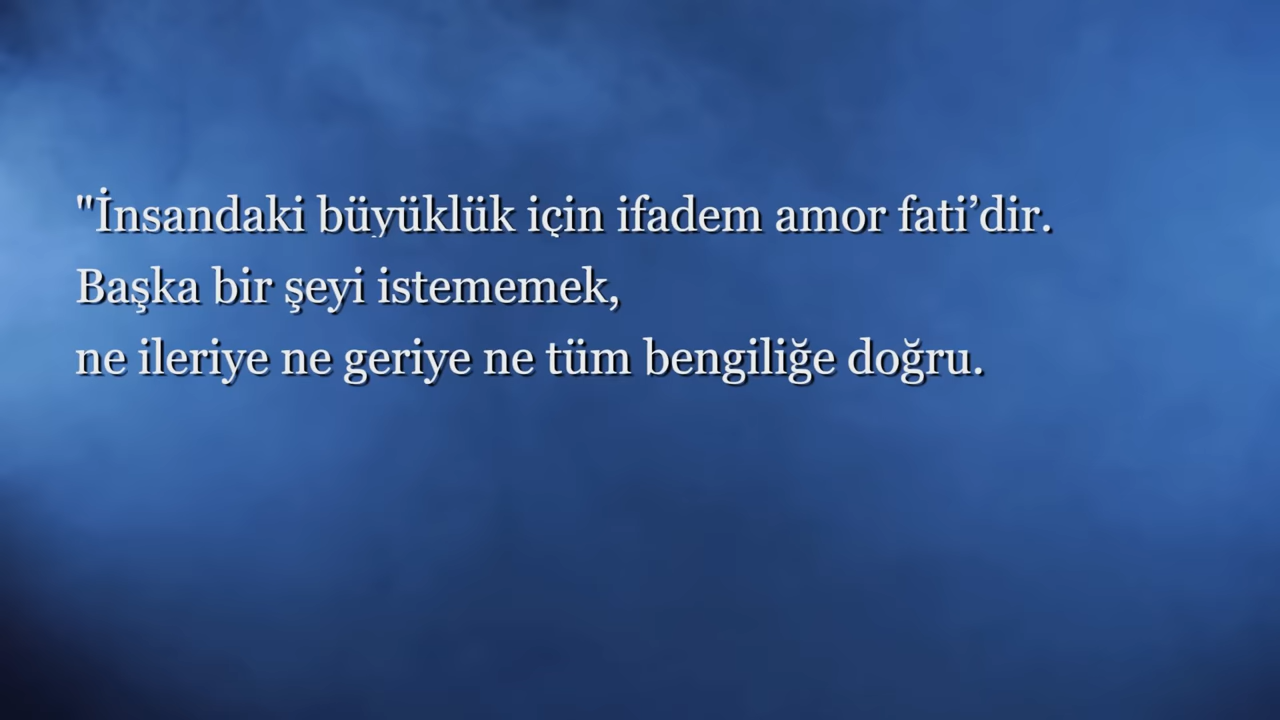 "İnsandaki büyüklük için ifadem amor fati’dir.
Başka bir şeyi istememek,
ne ileriye ne geriye ne tüm bengiliğe doğru.